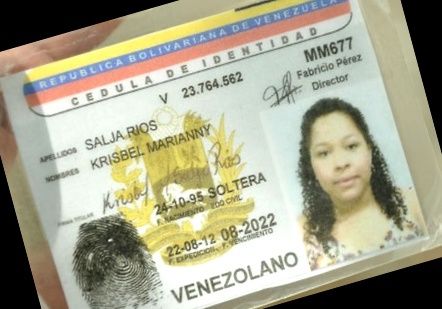 REPUBLICA BOLIVARIANA DE VENEZUELA
CEDULA DE IDENTIDAD
V 23.764.562
MM677
Fabricio Pérez
Director
APELLIDOS SALJA RIOS
NOMBRES KRISBEL MARIANNY
FIRMA TITULAR
24-10-95 SOLTERA
F. NACIMIENTO EDO CIVIL
22-08-12 08-2022
F. EXPEDICION F. VENCIMIENTO
VENEZOLANO